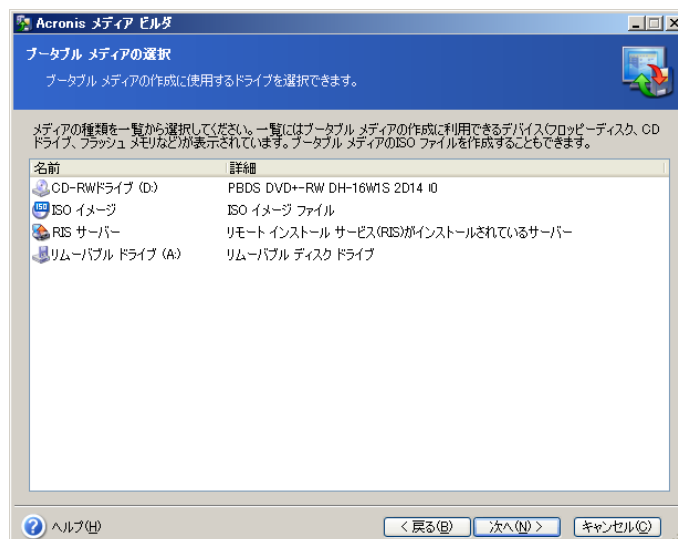 Acronis メディア ビルダ
ブータブル メディアの選択
ブータブル メディアの作成に使用するドライブを選択できます。
メディアの種類を一覧から選択してください。一覧にはブータブル メディアの作成に利用できるデバイス(フロッピーディスク、CD
ドライブ、フラッシュ メモリなど)が表示されています。ブータブル メディアのISO ファイルを作成することもできます。
名前 詳細
CD-RWドライブ (D:) PBDS DVD+-RW DH-16W1S 2D14 I0
ISO イメージ ISO イメージ ファイル
RIS サーバー リモート インストール サービス(RIS)がインストールされているサーバー
リムーバブル ドライブ (A:) リムーバブル ディスク ドライブ
ヘルプ(H) < 戻る(B) 次へ(N) > キャンセル(C)